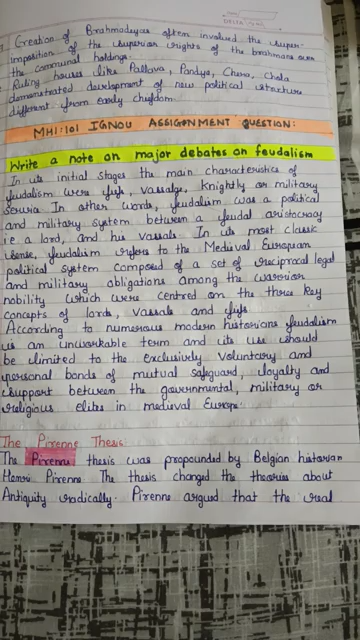 Creation of Brahmadeyas often involved the super-
imposition of the superior rights of the brahmans over
the communal holdings.
Ruling houses like Pallava, Pandya, Chera, Chola
demonstrated development of new political structure
different from early chiefdom.
MHI:101 IGNOU ASSIGNMENT QUESTION:
Write a note on major debates on feudalism
In its initial stages the main characteristics of
feudalism were fiefs, vassalage, Knightly or military
service In other words, feudalism was a political
and military system between a feudal aristocracy
i.e a lord, and his vassals. In its most classic
sense, feudalism refers to the Medieval European
political system composed of a set of reciprocal legal
and military obligations among the warrior
nobility which were centred on the three key
concepts of lords, vassals and fiefs.
According to numerous modern historians feudalism
is an unworkable term and its use should
be limited to the exclusively voluntary and
personal bonds of mutual safeguard, loyalty and
support between the governmental, military or
religious elites in medieval Europe.
The Pirenne Thesis
The Pirenne thesis was propounded by Belgian historian
Henri Pirenne. The thesis changed the theories about
Antiquity radically. Pirenne argued that the real